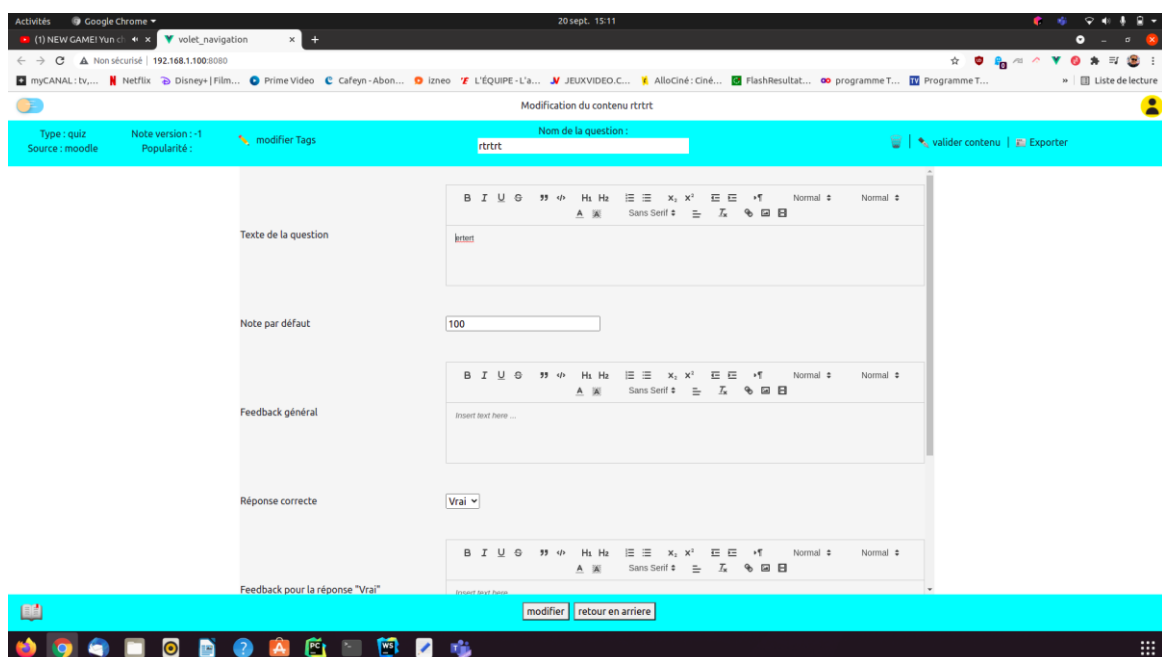 Activités Google Chrome 20 sept. 15:11
(1) NEW GAME! Yun ch volet_navigation
Non sécurisé | 192.168.1.100:8080
myCANAL : tv,... Netflix Disney+ | Film... Prime Video Cafeyn - Abon... izneo L'ÉQUIPE - L'a... JEUXVIDEO.C... AlloCiné : Ciné... FlashResultat... programme T... Programme T... » Liste de lecture
Modification du contenu rtrtrt
Type : quiz Note version : -1 modifier Tags Nom de la question : valider contenu | Exporter
Source : moodle Popularité : rtrtrt
B I U S H1 H2 X2 X2 Normal Normal
A A Sans Serif
Texte de la question
ertert
Note par défaut 100
B I U S H1 H2 X2 X2 Normal Normal
A A Sans Serif
Feedback général
Insert text here ...
Réponse correcte Vrai
B I U S H1 H2 X2 X2 Normal Normal
A A Sans Serif
Feedback pour la réponse "Vrai"
Insert text here
modifier retour en arriere